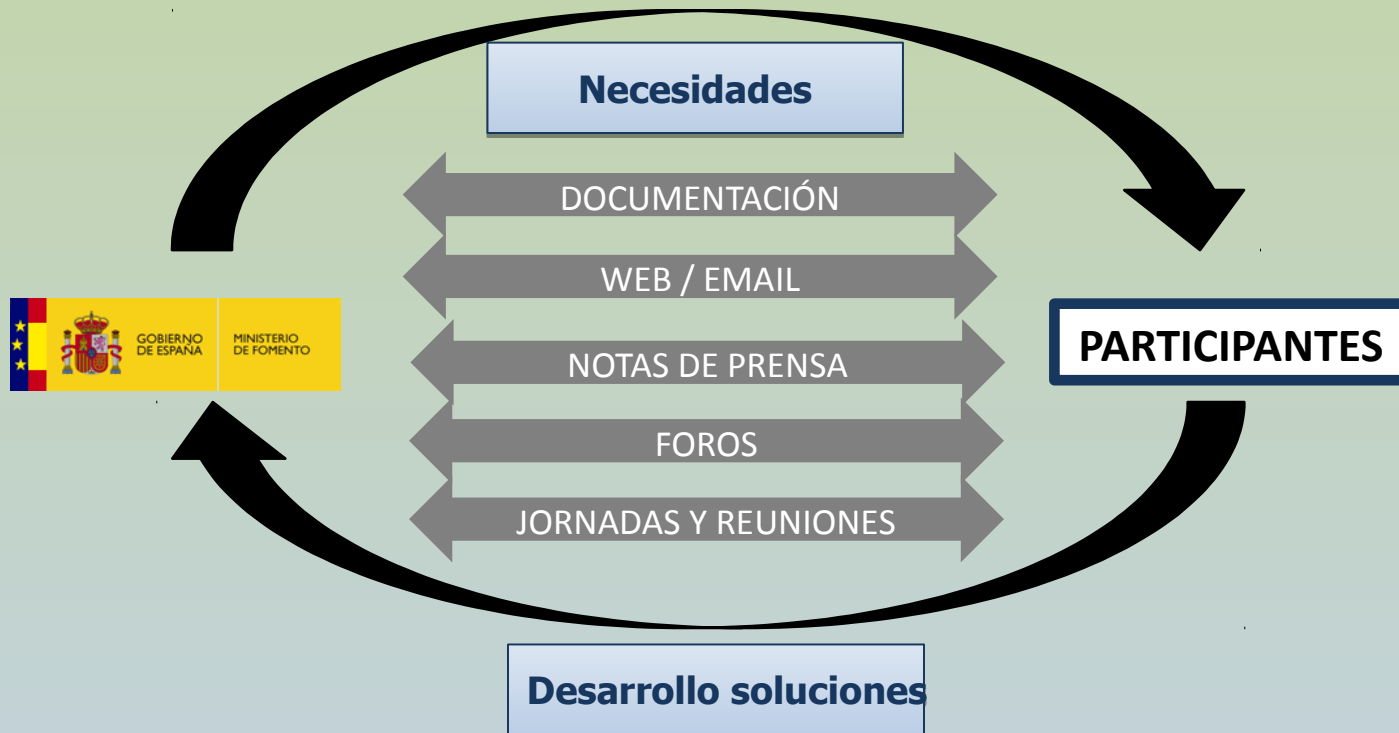 Necesidades
DOCUMENTACIÓN
WEB / EMAIL
GOBIERNO
DE ESPAÑA
MINISTERIO
DE FOMENTO
NOTAS DE PRENSA
PARTICIPANTES
FOROS
JORNADAS Y REUNIONES
Desarrollo soluciones